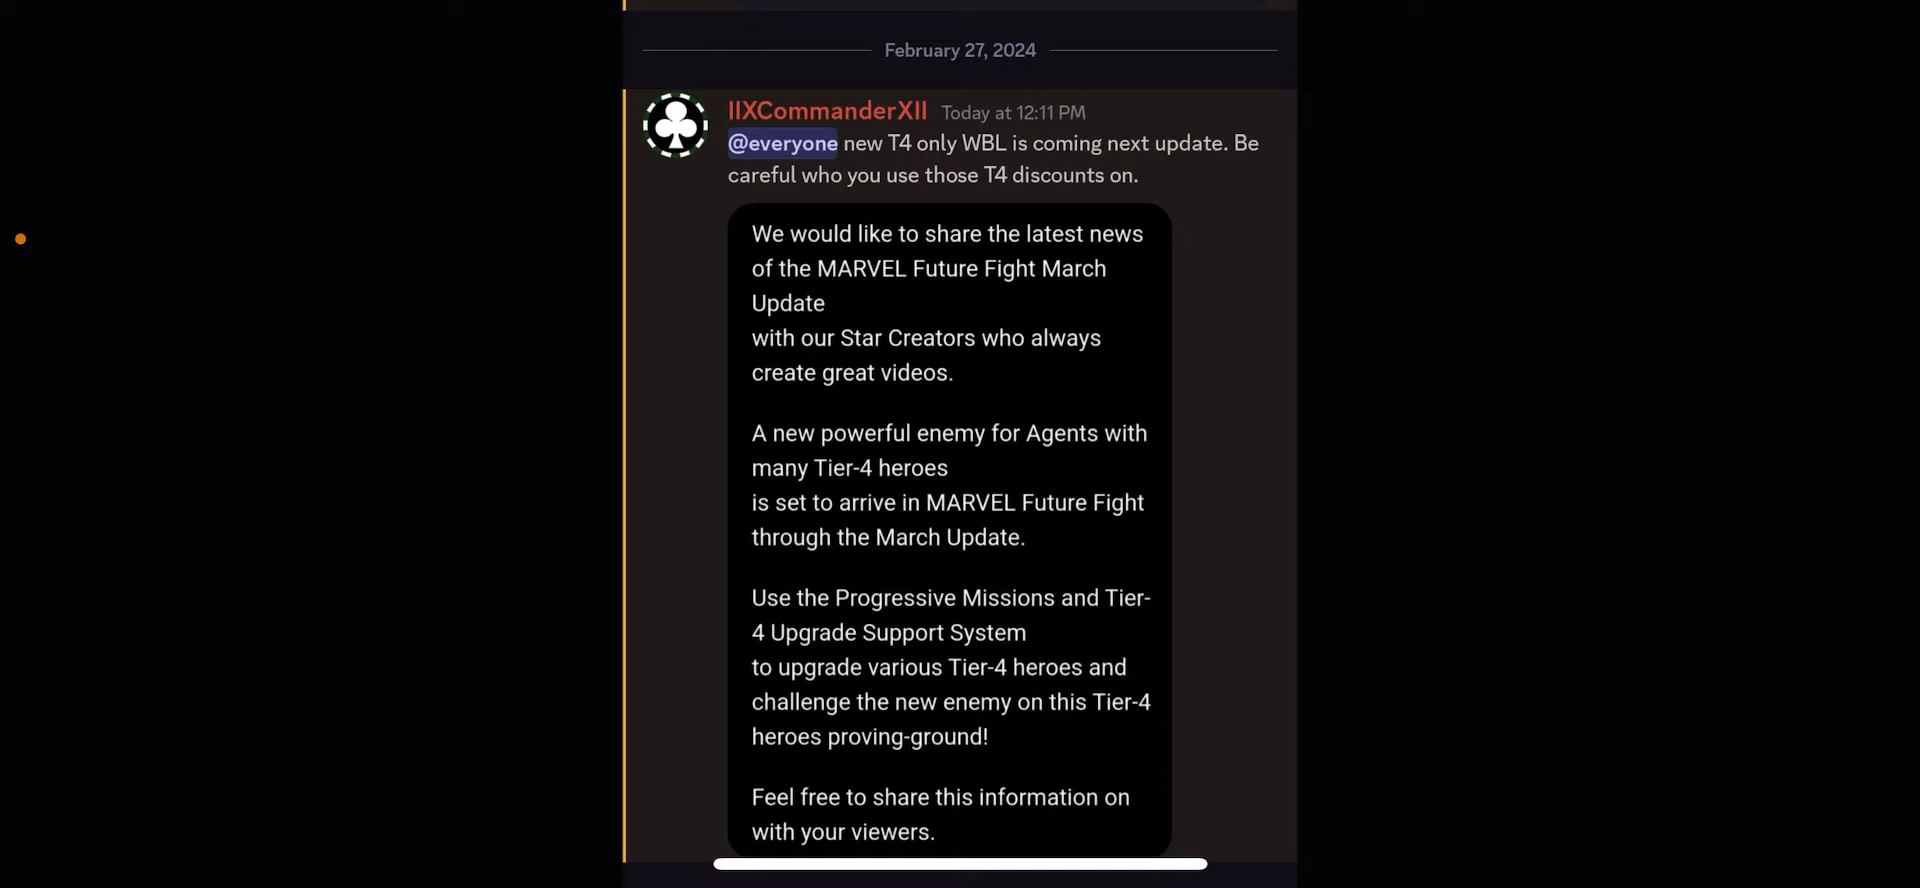 February 27, 2024
IIXCommanderXII Today at 12:11 PM
@everyone new T4 only WBL is coming next update. Be
careful who you use those T4 discounts on.
We would like to share the latest news
of the MARVEL Future Fight March
Update
with our Star Creators who always
create great videos.
A new powerful enemy for Agents with
many Tier-4 heroes
is set to arrive in MARVEL Future Fight
through the March Update.
Use the Progressive Missions and Tier-
4 Upgrade Support System
to upgrade various Tier-4 heroes and
challenge the new enemy on this Tier-4
heroes proving-ground!
Feel free to share this information on
with your viewers.